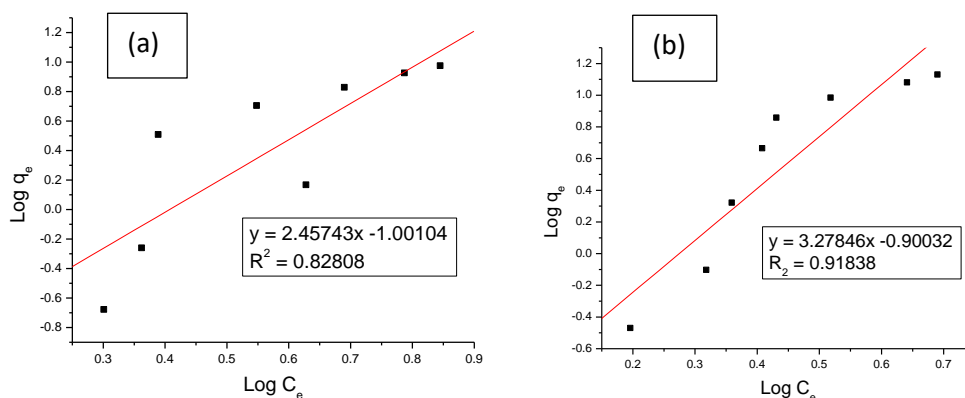 (a)
1.2
1.0
0.8
0.6
0.4
0.2
0.0
-0.2
-0.4
-0.6
-0.8
Log qe
y = 2.45743x -1.00104
R2 = 0.82808
0.3 0.4 0.5 0.6 0.7 0.8 0.9
Log Ce
(b)
1.2
1.0
0.8
0.6
0.4
0.2
0.0
-0.2
-0.4
-0.6
Log qe
y = 3.27846x -0.90032
R2 = 0.91838
0.2 0.3 0.4 0.5 0.6 0.7
Log Ce